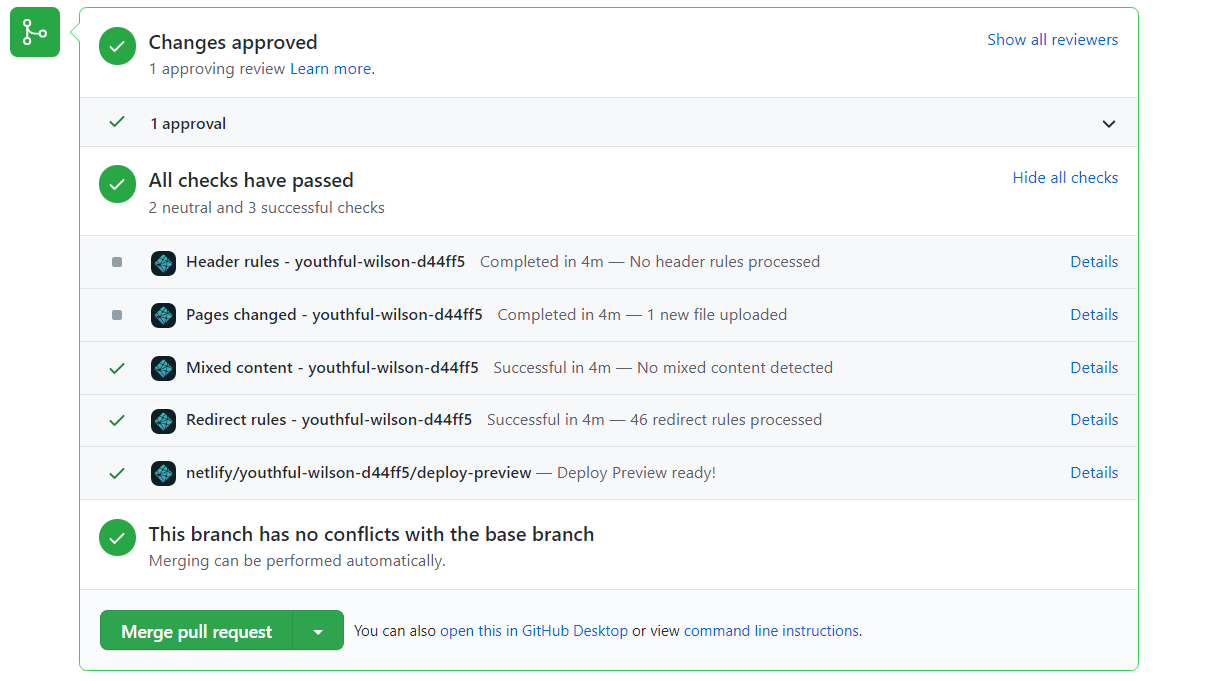 Changes approved
Show all reviewers
1 approving review Learn more.
1 approval
All checks have passed
Hide all checks
2 neutral and 3 successful checks
Header rules - youthful-wilson-d44ff5 Completed in 4m — No header rules processed Details
Pages changed - youthful-wilson-d44ff5 Completed in 4m — 1 new file uploaded Details
Mixed content - youthful-wilson-d44ff5 Successful in 4m — No mixed content detected Details
Redirect rules - youthful-wilson-d44ff5 Successful in 4m — 46 redirect rules processed Details
netlify/youthful-wilson-d44ff5/deploy-preview — Deploy Preview ready! Details
This branch has no conflicts with the base branch
Merging can be performed automatically.
Merge pull request You can also open this in GitHub Desktop or view command line instructions.